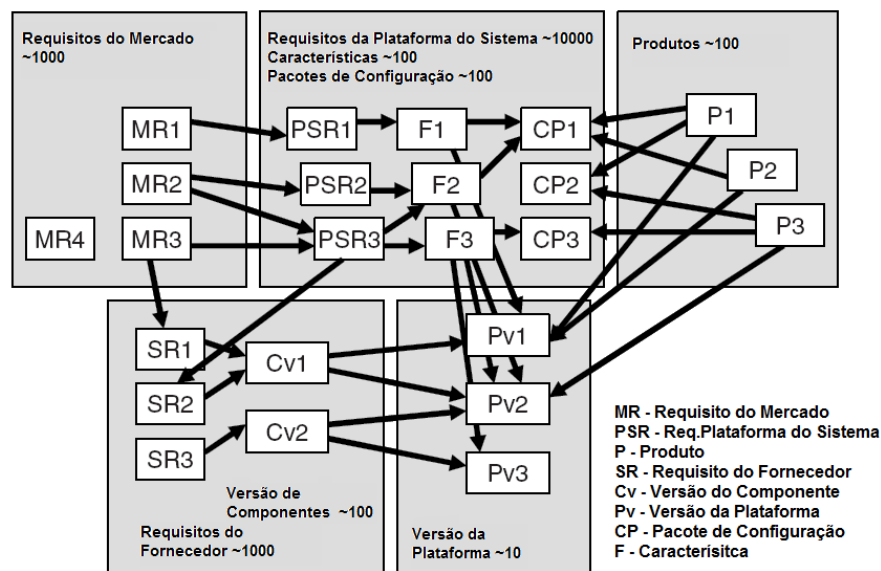 Requisitos do Mercado
~1000
MR1
MR2
MR4
MR3
Requisitos da Plataforma do Sistema ~10000
Características ~100
Pacotes de Configuração ~100
PSR1
F1
CP1
PSR2
F2
CP2
PSR3
F3
CP3
Produtos ~100
P1
P2
P3
SR1
Cv1
SR2
Cv2
SR3
Versão de
Componentes ~100
Requisitos do
Fornecedor ~1000
Pv1
Pv2
Pv3
Versão da
Plataforma ~10
MR - Requisito do Mercado
PSR - Req.Plataforma do Sistema
P - Produto
SR - Requisito do Fornecedor
Cv - Versão do Componente
Pv - Versão da Plataforma
CP - Pacote de Configuração
F - Caracterísitca